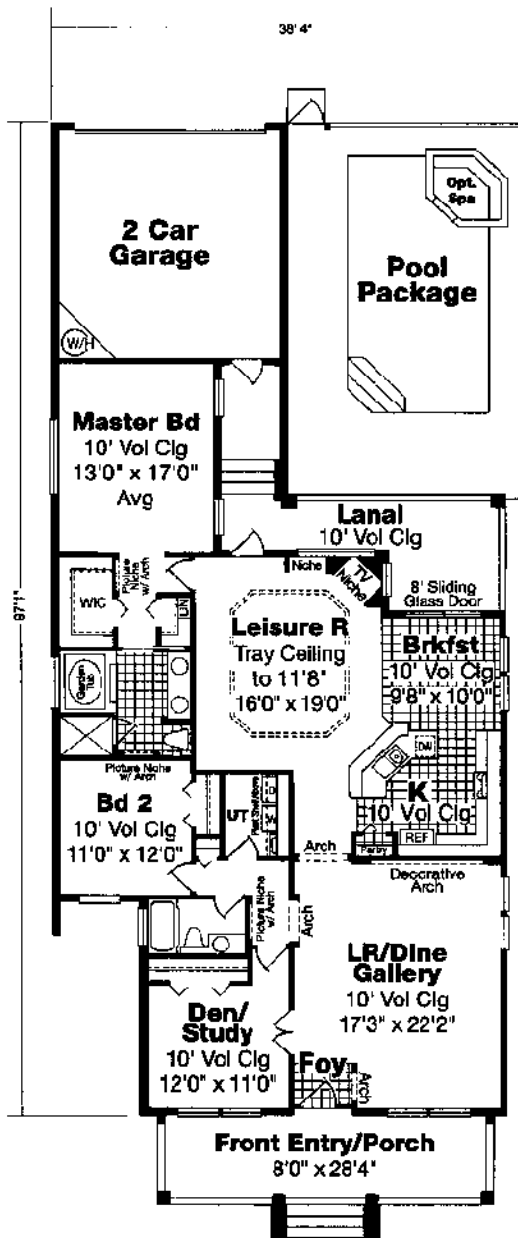 38' 4"
97'1"
2 Car
Garage
W/H
Opt.
Spa
Pool
Package
Master Bd
10' Vol Clg
13'0" x 17'0"
Avg
Lanai
10' Vol Clg
Picture
Niche
w/ Arch
Niche
TV
Niche
8' Sliding
Glass Door
WIC
LIN
Leisure R
Tray Ceiling
to 11'8"
16'0" x 19'0"
Brkfst
10' Vol Clg
9'8" x 10'0"
Garden
Tub
DW
K
10' Vol Clg
REF
Pantry
Picture Niche
w/ Arch
Bd 2
10' Vol Clg
11'0" x 12'0"
UT
Plant Shelf Above
Arch
Decorative
Arch
Picture Niche
w/ Arch
Arch
LR/Dine
Gallery
10' Vol Clg
17'3" x 22'2"
Den/
Study
10' Vol Clg
12'0" x 11'0"
Foy
Arch
Front Entry/Porch
8'0" x 28'4"